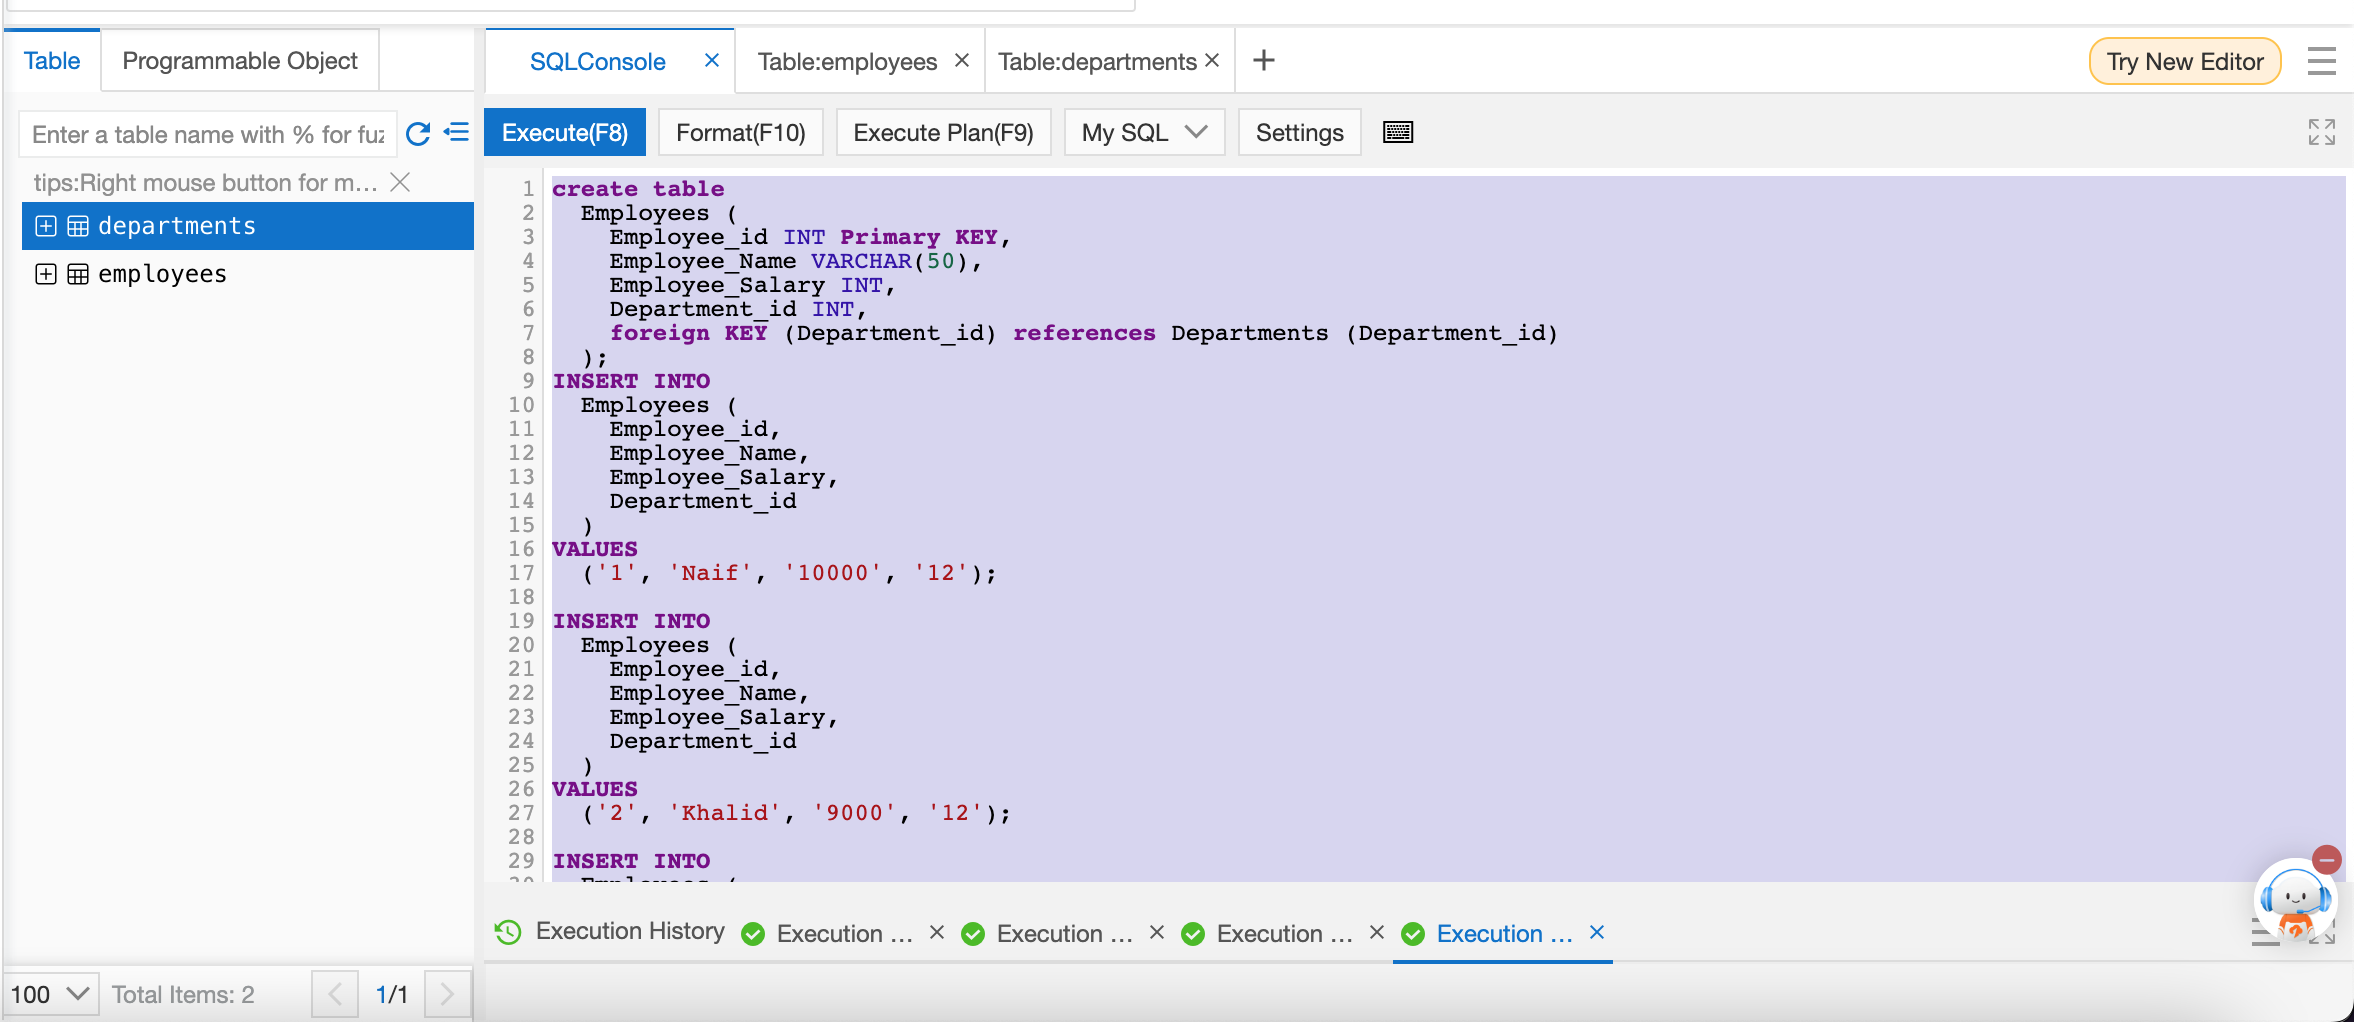 Table
Programmable Object
SQLConsole
Table:employees
Table:departments
Try New Editor
Enter a table name with % for fuz
Execute(F8)
Format(F10)
Execute Plan(F9)
My SQL
Settings
tips:Right mouse button for m...
departments
employees
1 create table
2 Employees (
3 Employee_id INT Primary KEY,
4 Employee_Name VARCHAR(50),
5 Employee_Salary INT,
6 Department_id INT,
7 foreign KEY (Department_id) references Departments (Department_id)
8 );
9 INSERT INTO
10 Employees (
11 Employee_id,
12 Employee_Name,
13 Employee_Salary,
14 Department_id
15 )
16 VALUES
17 ('1', 'Naif', '10000', '12');
18
19 INSERT INTO
20 Employees (
21 Employee_id,
22 Employee_Name,
23 Employee_Salary,
24 Department_id
25 )
26 VALUES
27 ('2', 'Khalid', '9000', '12');
28
29 INSERT INTO
30 Employees (
Execution History
Execution ...
Execution ...
Execution ...
Execution ...
100
Total Items: 2
1/1